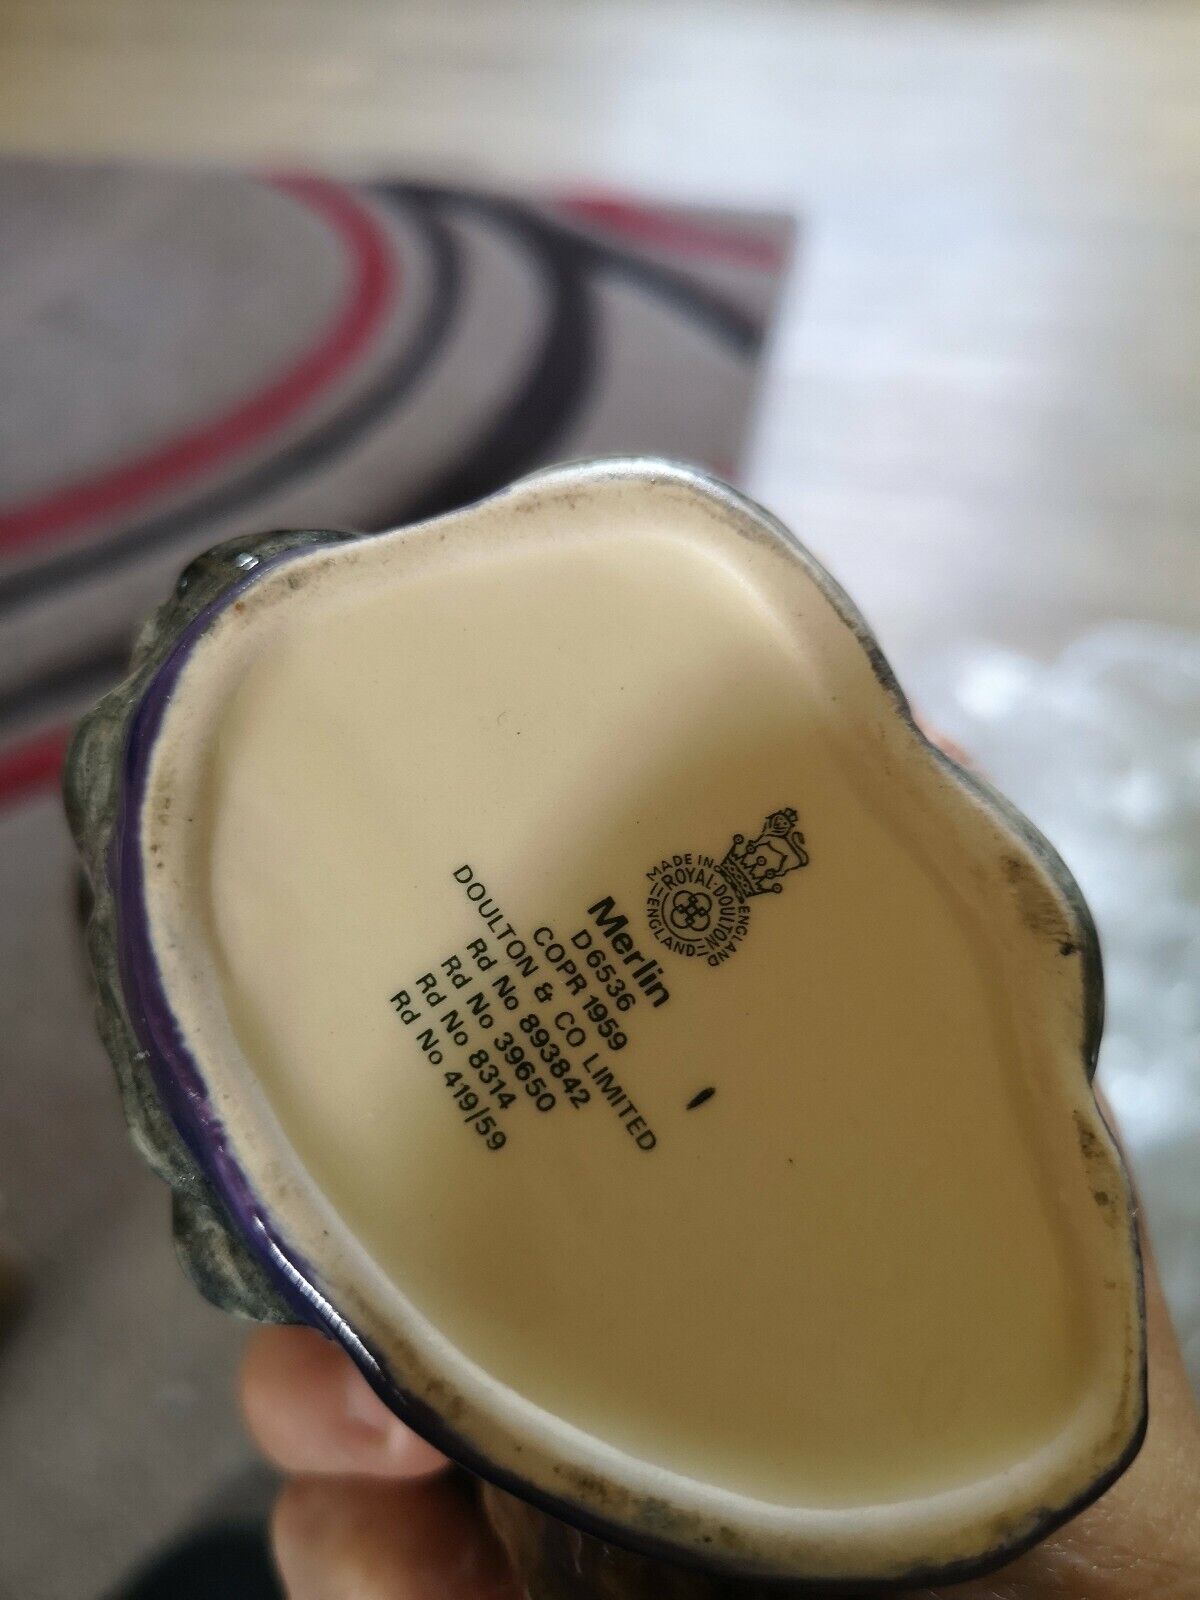 MADE IN ENGLAND
ROYAL-DOULTON
ENGLAND
Merlin
D6536
COPR 1959
DOULTON & CO LIMITED
Rd No 893842
Rd No 39650
Rd No 8314
Rd No 419/59